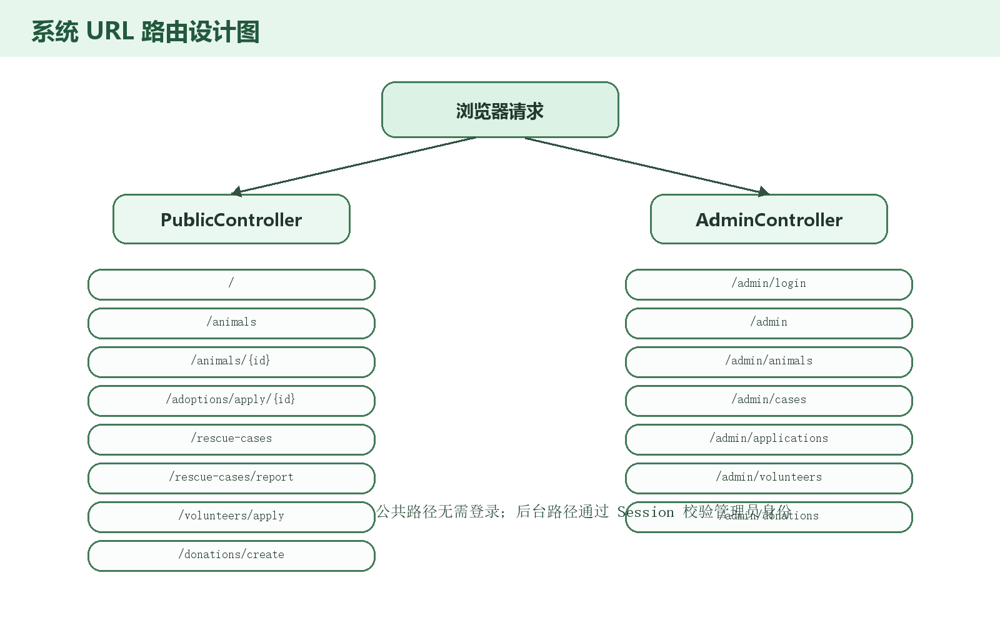 系统 URL 路由设计图
浏览器请求
PublicController
/
/animals
/animals/{id}
/adoptions/apply/{id}
/rescue-cases
/rescue-cases/report
/volunteers/apply
/donations/create
AdminController
/admin/login
/admin
/admin/animals
/admin/cases
/admin/applications
/admin/volunteers
/admin/donations
公共路径无需登录；后台路径通过 Session 校验管理员身份